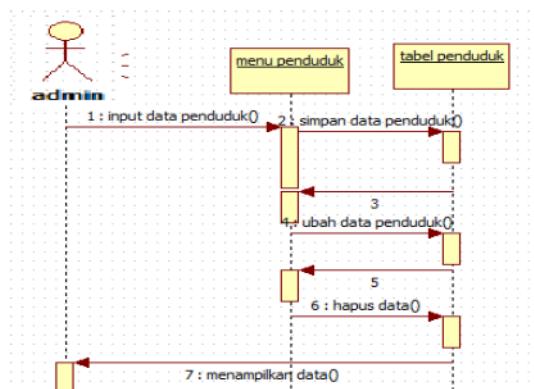 admin
menu penduduk
tabel penduduk
1 : input data penduduk()
2 : simpan data penduduk()
3
4 : ubah data penduduk()
5
6 : hapus data()
7 : menampilkan data()